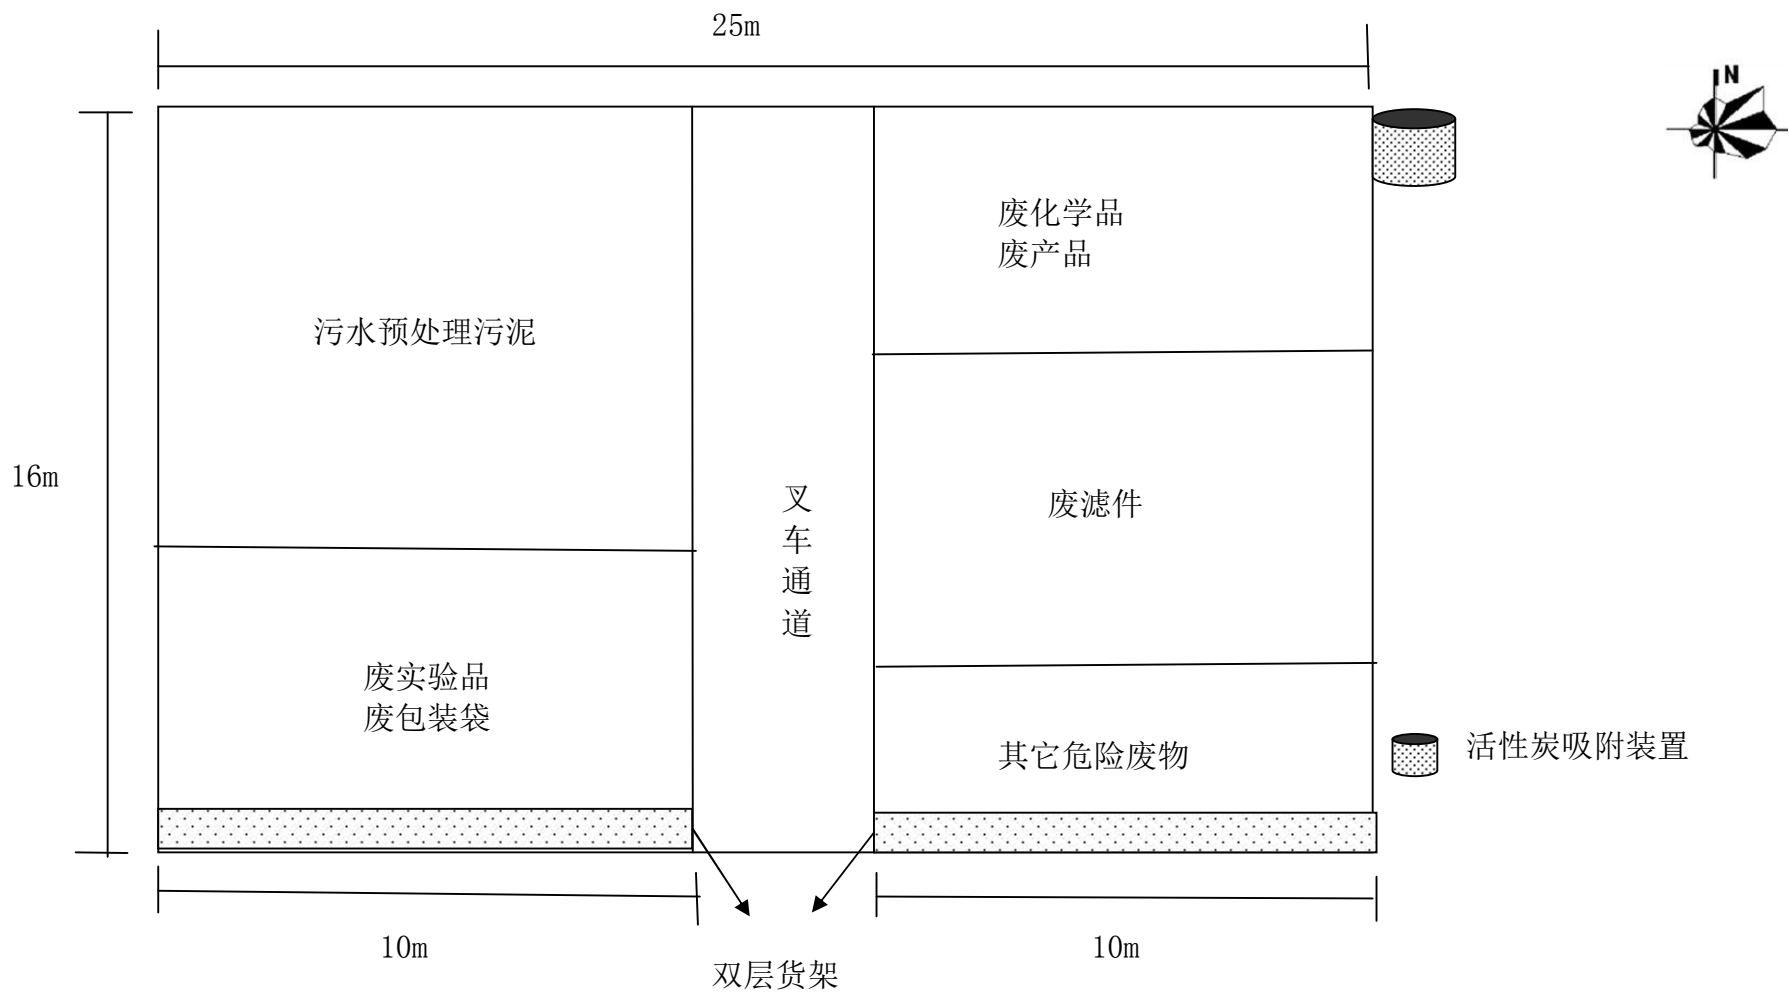 25m
N
废化学品
废产品
污水预处理污泥
16m
叉
车
通
道
废滤件
废实验品
废包装袋
其它危险废物
活性炭吸附装置
10m
10m
双层货架